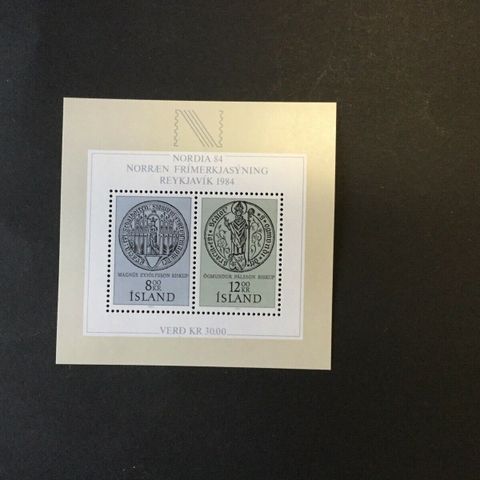 NORDIA 84
NORRÆN FRÍMERKJASÝNING
REYKJAVÍK 1984
MAGNÚS EYJÓLFSSON BISKUP
8.00 KR
ÍSLAND
ÖGMUNDUR PÁLSSON BISKUP
12.00 KR
ÍSLAND
VERÐ KR 30.00